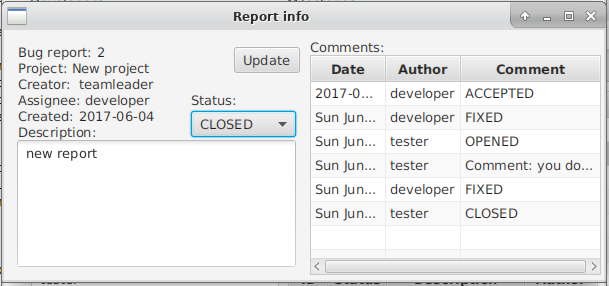 Report info
Bug report: 2
Project: New project
Creator: teamleader
Assignee: developer
Created: 2017-06-04
Description:
new report
Update
Status:
CLOSED
Comments:
Date Author Comment
2017-0... developer ACCEPTED
Sun Jun... developer FIXED
Sun Jun... tester OPENED
Sun Jun... tester Comment: you do...
Sun Jun... developer FIXED
Sun Jun... tester CLOSED